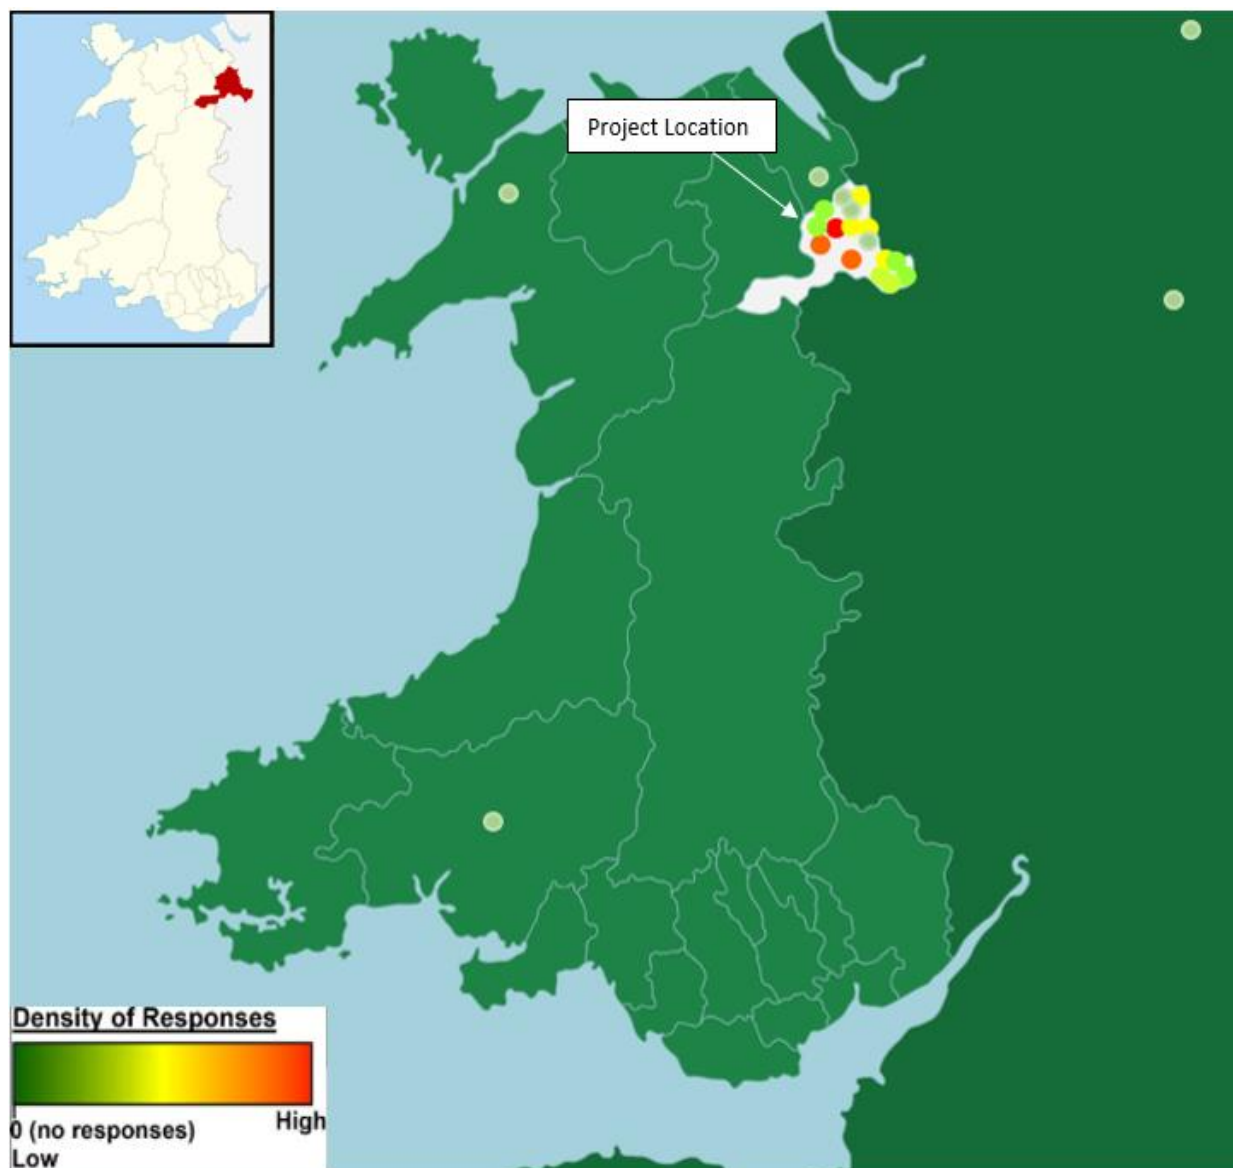 Project Location
Density of Responses
0 (no responses)
High
Low